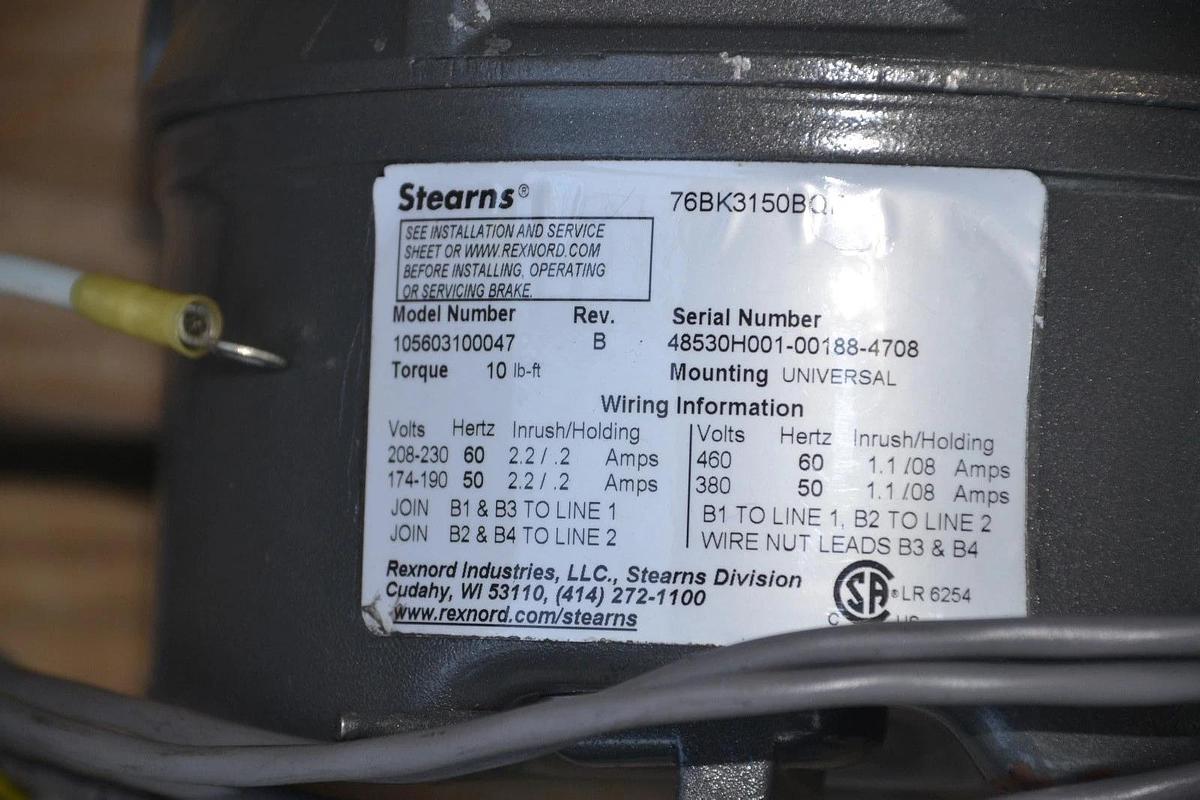 Stearns® 76BK3150BQ
SEE INSTALLATION AND SERVICE
SHEET OR WWW.REXNORD.COM
BEFORE INSTALLING, OPERATING
OR SERVICING BRAKE.
Model Number Rev. Serial Number
105603100047 B 48530H001-00188-4708
Torque 10 lb-ft Mounting UNIVERSAL
Wiring Information
Volts Hertz Inrush/Holding Volts Hertz Inrush/Holding
208-230 60 2.2 / .2 Amps 460 60 1.1 /08 Amps
174-190 50 2.2 / .2 Amps 380 50 1.1 /08 Amps
JOIN B1 & B3 TO LINE 1 B1 TO LINE 1, B2 TO LINE 2
JOIN B2 & B4 TO LINE 2 WIRE NUT LEADS B3 & B4
Rexnord Industries, LLC., Stearns Division
Cudahy, WI 53110, (414) 272-1100
www.rexnord.com/stearns
SA® LR 6254
C US